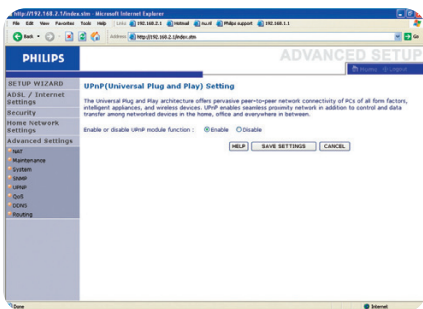 http://192.168.2.1/index.stm - Microsoft Internet Explorer
File Edit View Favorites Tools Help Links 192.168.2.1 Hotmail nu.nl Philips support 192.168.1.1
Back Address http://192.168.2.1/index.stm Go
PHILIPS
ADVANCED SETUP
Home Logout
SETUP WIZARD
ADSL / Internet Settings
Security
Home Network Settings
Advanced Settings
NAT
Maintenance
System
SNMP
UPNP
QoS
DDNS
Routing
UPnP(Universal Plug and Play) Setting
The Universal Plug and Play architecture offers pervasive peer-to-peer network connectivity of PCs of all form factors,
intelligent appliances, and wireless devices. UPnP enables seamless proximity network in addition to control and data
transfer among networked devices in the home, office and everywhere in between.
Enable or disable UPnP module function : Enable Disable
HELP SAVE SETTINGS CANCEL
Done Internet